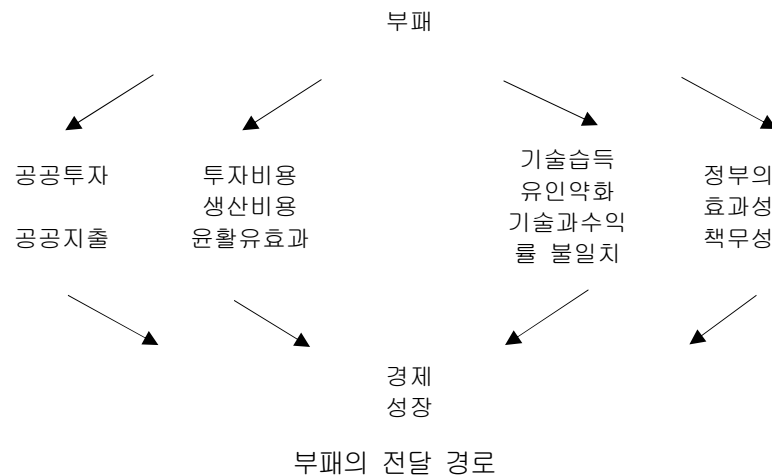 부패
공공투자
공공지출
투자비용
생산비용
윤활유효과
기술습득
유인약화
기술과수익
률 불일치
정부의
효과성
책무성
경제
성장
부패의 전달 경로